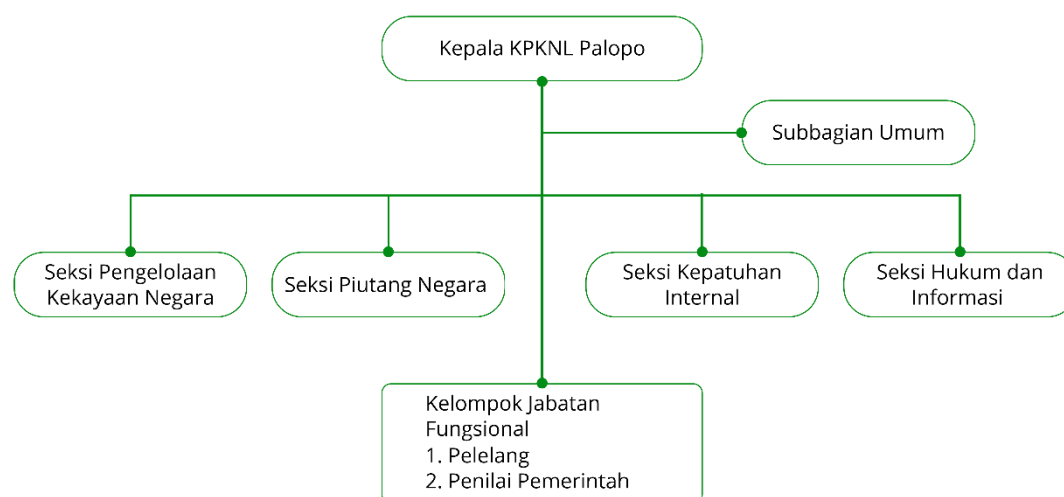 Kepala KPKNL Palopo
Subbagian Umum
Seksi Pengelolaan
Kekayaan Negara
Seksi Piutang Negara
Seksi Kepatuhan
Internal
Seksi Hukum dan
Informasi
Kelompok Jabatan
Fungsional
1. Pelelang
2. Penilai Pemerintah